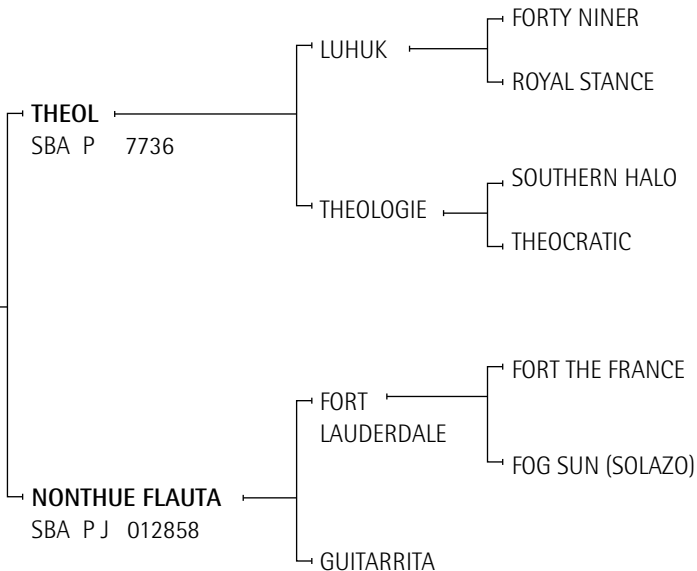 FORTY NINER
LUHUK
ROYAL STANCE
THEOL
SBA P 7736
SOUTHERN HALO
THEOLOGIE
THEOCRATIC
FORT THE FRANCE
FORT
LAUDERDALE
FOG SUN (SOLAZO)
NONTHUE FLAUTA
SBA P J 012858
GUITARRITA